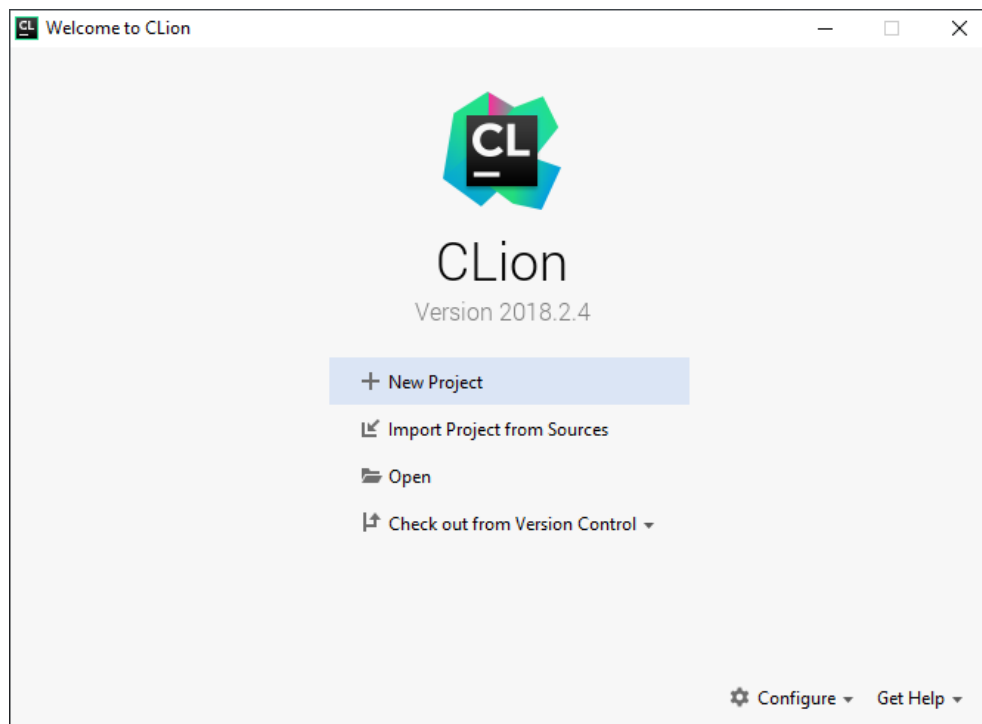 Welcome to CLion
CL
CLion
Version 2018.2.4
New Project
Import Project from Sources
Open
Check out from Version Control
Configure Get Help